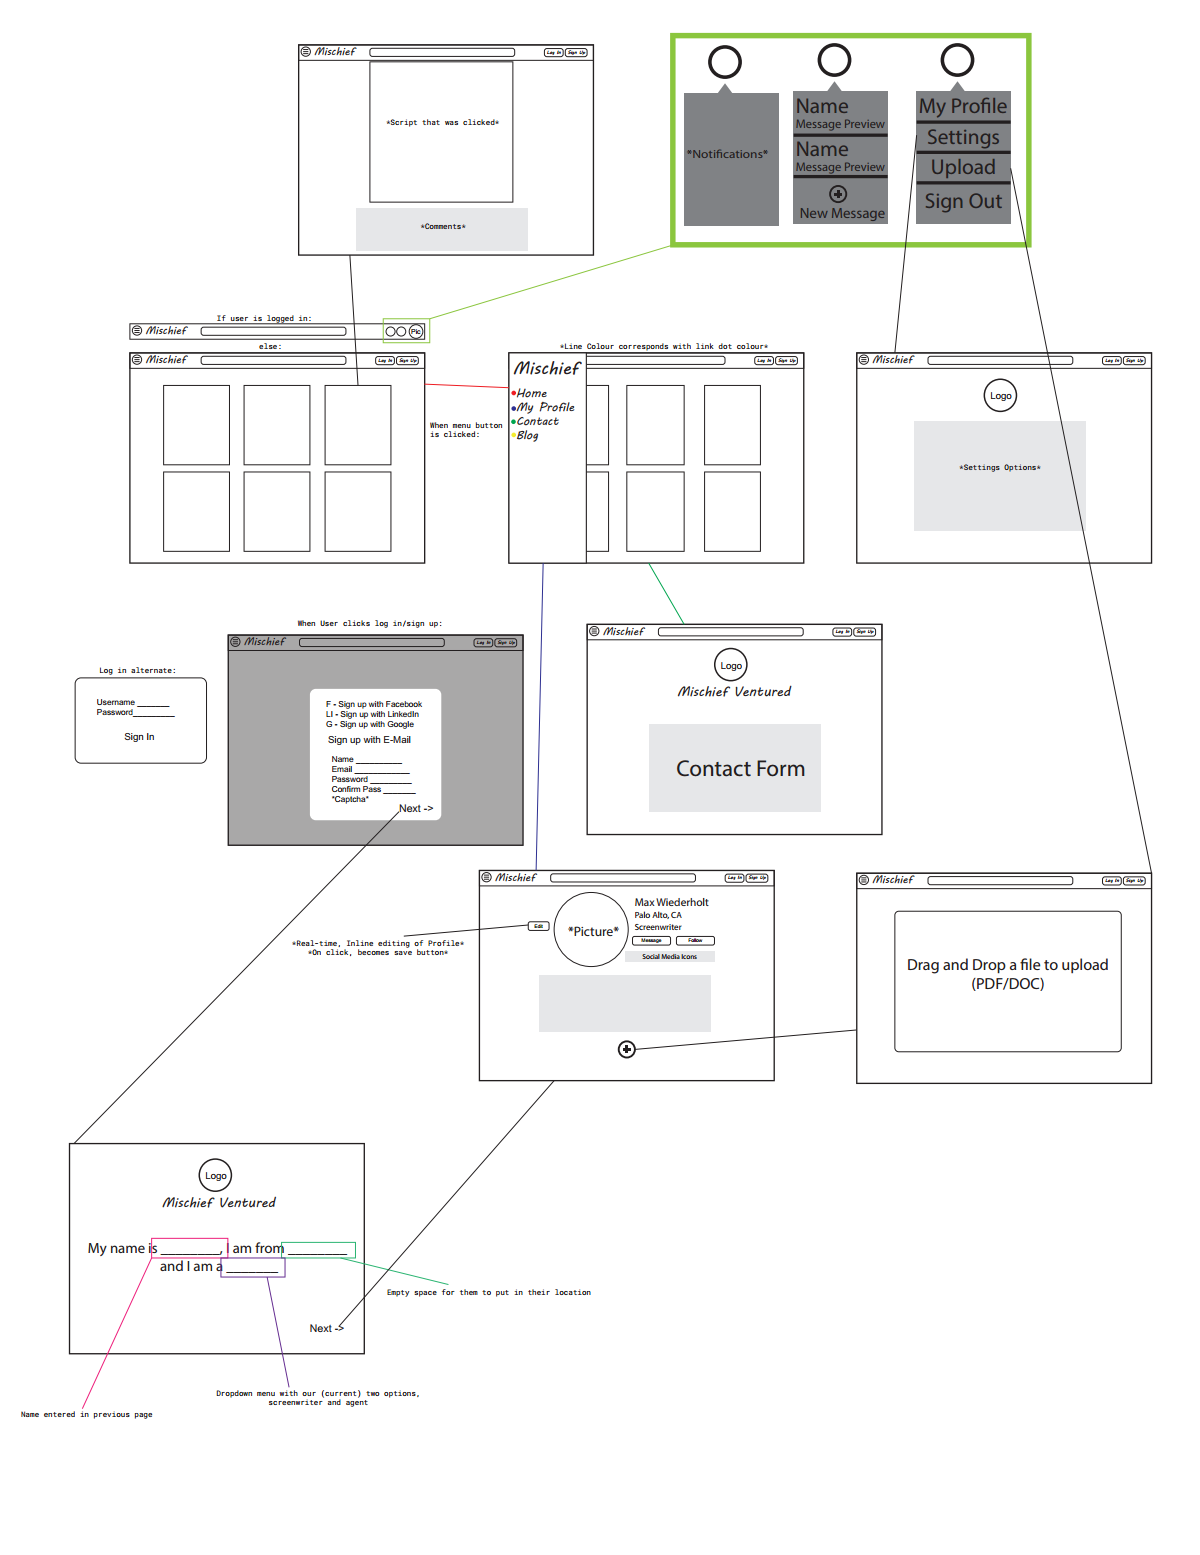 Mischief
Log In
Sign Up
*Script that was clicked*
*Comments*
*Notifications*
Name
Message Preview
Name
Message Preview
New Message
My Profile
Settings
Upload
Sign Out
If user is logged in:
Mischief
Pic
else:
Mischief
Log In
Sign Up
When menu button
is clicked:
*Line Colour corresponds with link dot colour*
Mischief
Home
My Profile
Contact
Blog
Log In
Sign Up
Mischief
Log In
Sign Up
Logo
*Settings Options*
When User clicks log in/sign up:
Mischief
Log In
Sign Up
F - Sign up with Facebook
LI - Sign up with LinkedIn
G - Sign up with Google
Sign up with E-Mail
Name __________
Email ____________
Password _________
Confirm Pass _______
*Captcha*
Next ->
Log in alternate:
Username _______
Password_________
Sign In
Mischief
Log In
Sign Up
Logo
Mischief Ventured
Contact Form
Mischief
Log In
Sign Up
Edit
*Picture*
Max Wiederholt
Palo Alto, CA
Screenwriter
Message
Follow
Social Media Icons
*Real-time, Inline editing of Profile*
*On click, becomes save button*
Mischief
Log In
Sign Up
Drag and Drop a file to upload
(PDF/DOC)
Logo
Mischief Ventured
My name is ________, I am from ________
and I am a _______
Next ->
Empty space for them to put in their location
Dropdown menu with our (current) two options,
screenwriter and agent
Name entered in previous page